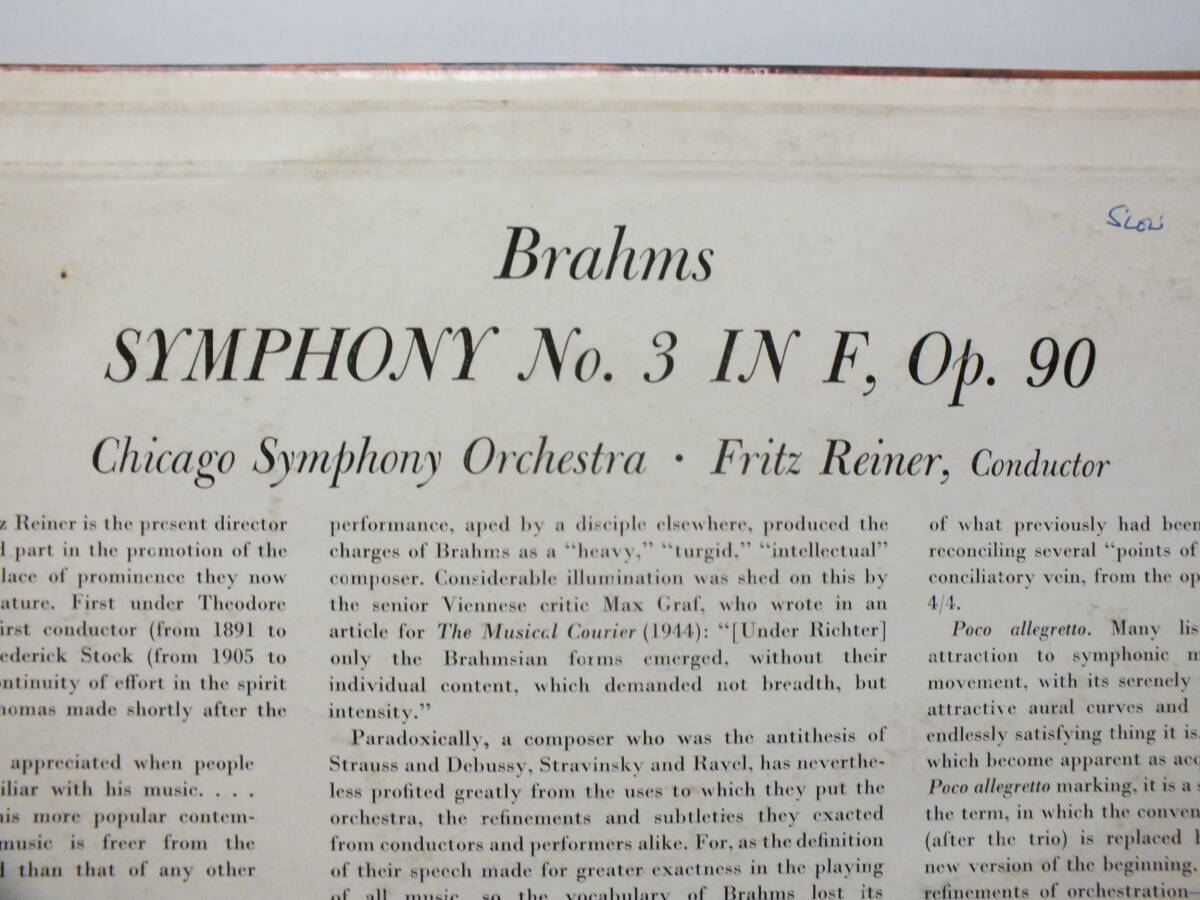 SLOW
Brahms
SYMPHONY No. 3 IN F, Op. 90
Chicago Symphony Orchestra · Fritz Reiner, Conductor
z Reiner is the present director
d part in the promotion of the
lace of prominence they now
ature. First under Theodore
irst conductor (from 1891 to
ederick Stock (from 1905 to
ontinuity of effort in the spirit
homas made shortly after the
appreciated when people
iliar with his music. . . .
his more popular contem-
music is freer from the
d than that of any other
performance, aped by a disciple elsewhere, produced the
charges of Brahms as a “heavy,” “turgid,” “intellectual”
composer. Considerable illumination was shed on this by
the senior Viennese critic Max Graf, who wrote in an
article for The Musical Courier (1944): “[Under Richter]
only the Brahmsian forms emerged, without their
individual content, which demanded not breadth, but
intensity.”
Paradoxically, a composer who was the antithesis of
Strauss and Debussy, Stravinsky and Ravel, has neverthe-
less profited greatly from the uses to which they put the
orchestra, the refinements and subtleties they exacted
from conductors and performers alike. For, as the definition
of their speech made for greater exactness in the playing
of all music, so the vocabulary of Brahms lost its
of what previously had been
reconciling several “points of
conciliatory vein, from the op
4/4.
Poco allegretto. Many lis
attraction to symphonic m
movement, with its serenely
attractive aural curves and
endlessly satisfying thing it is.
which become apparent as acq
Poco allegretto marking, it is a s
the term, in which the conven
(after the trio) is replaced b
new version of the beginning.
refinements of orchestration—